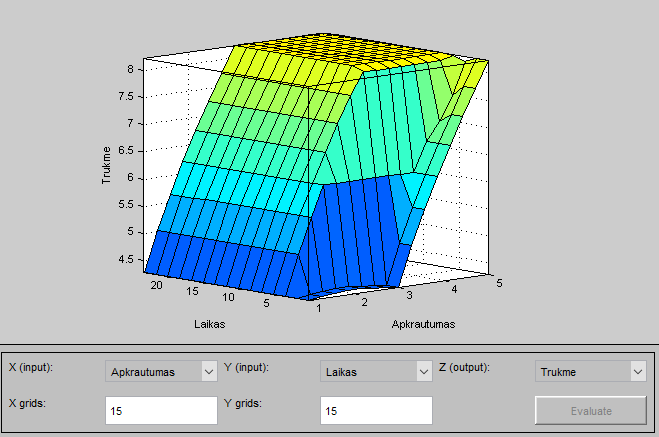 8
7.5
7
6.5
6
5.5
5
4.5
Trukme
20 15 10 5
1 2 3 4 5
Laikas Apkrautumas
X (input): Apkrautumas Y (input): Laikas Z (output): Trukme
X grids: 15 Y grids: 15 Evaluate